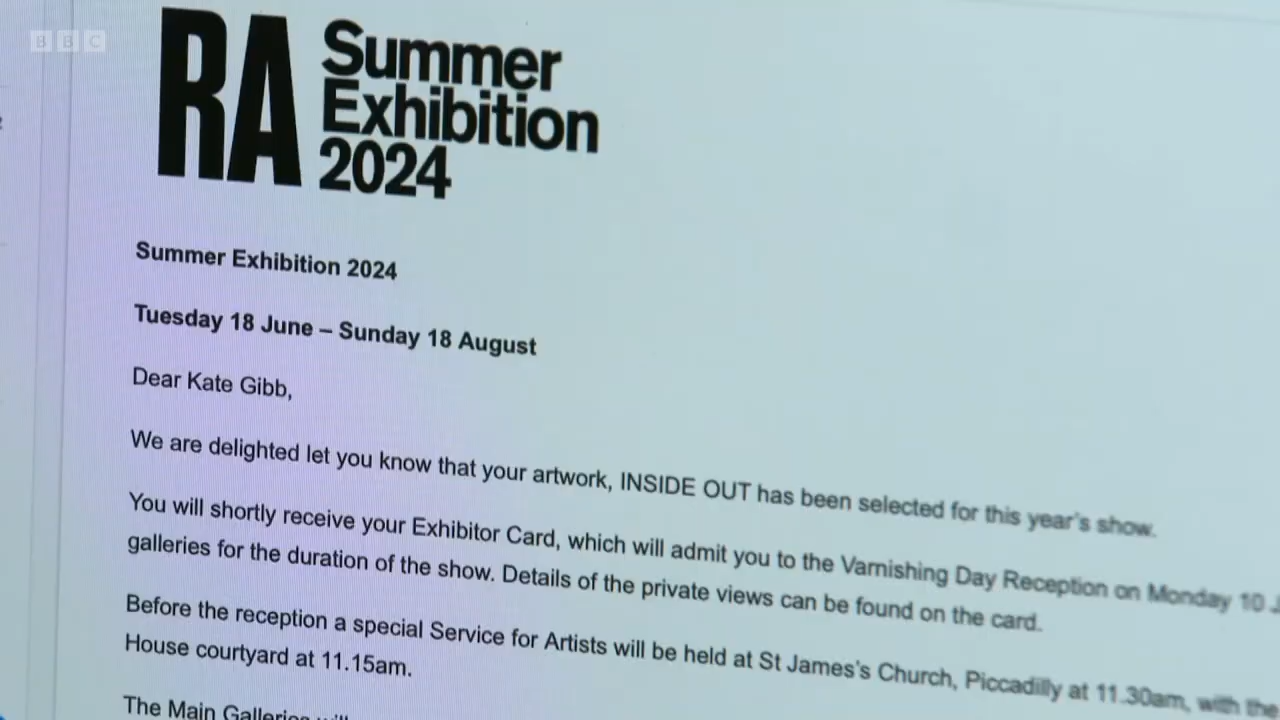 BBC
RA
Summer
Exhibition
2024
Summer Exhibition 2024
Tuesday 18 June – Sunday 18 August
Dear Kate Gibb,
We are delighted let you know that your artwork, INSIDE OUT has been selected for this year's show.
You will shortly receive your Exhibitor Card, which will admit you to the Varnishing Day Reception on Monday 10
galleries for the duration of the show. Details of the private views can be found on the card.
Before the reception a special Service for Artists will be held at St James's Church, Piccadilly at 11.30am, with the
House courtyard at 11.15am.
The Main Galleries